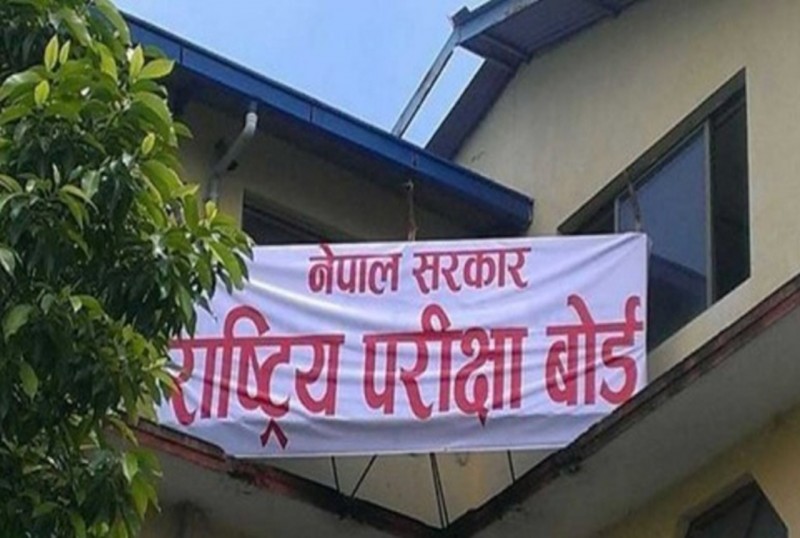 नेपाल सरकार
राष्ट्रिय परीक्षा बोर्ड